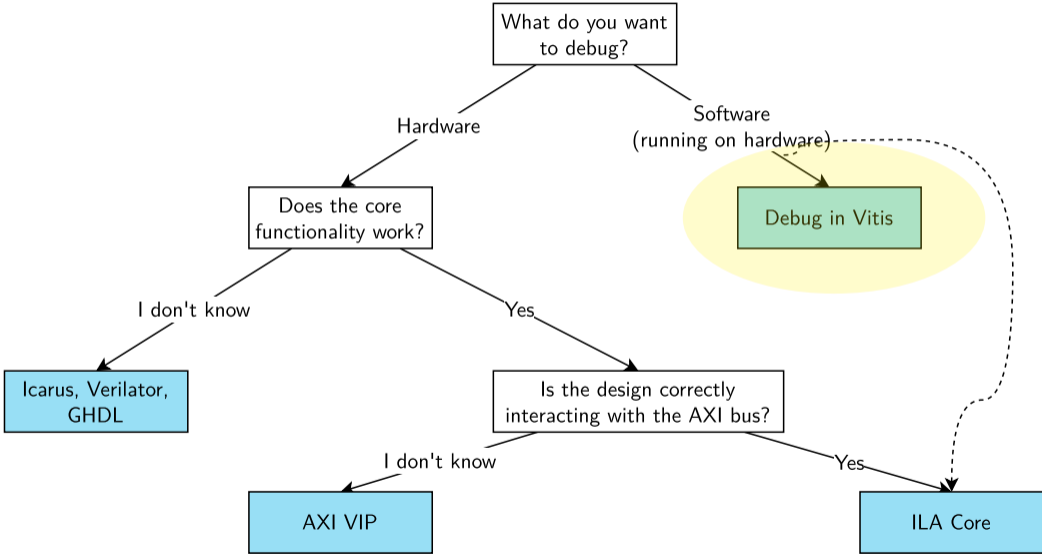 What do you want
to debug?
Hardware
Software
(running on hardware)
Does the core
functionality work?
Debug in Vitis
I don't know
Yes
Icarus, Verilator,
GHDL
Is the design correctly
interacting with the AXI bus?
I don't know
Yes
AXI VIP
ILA Core